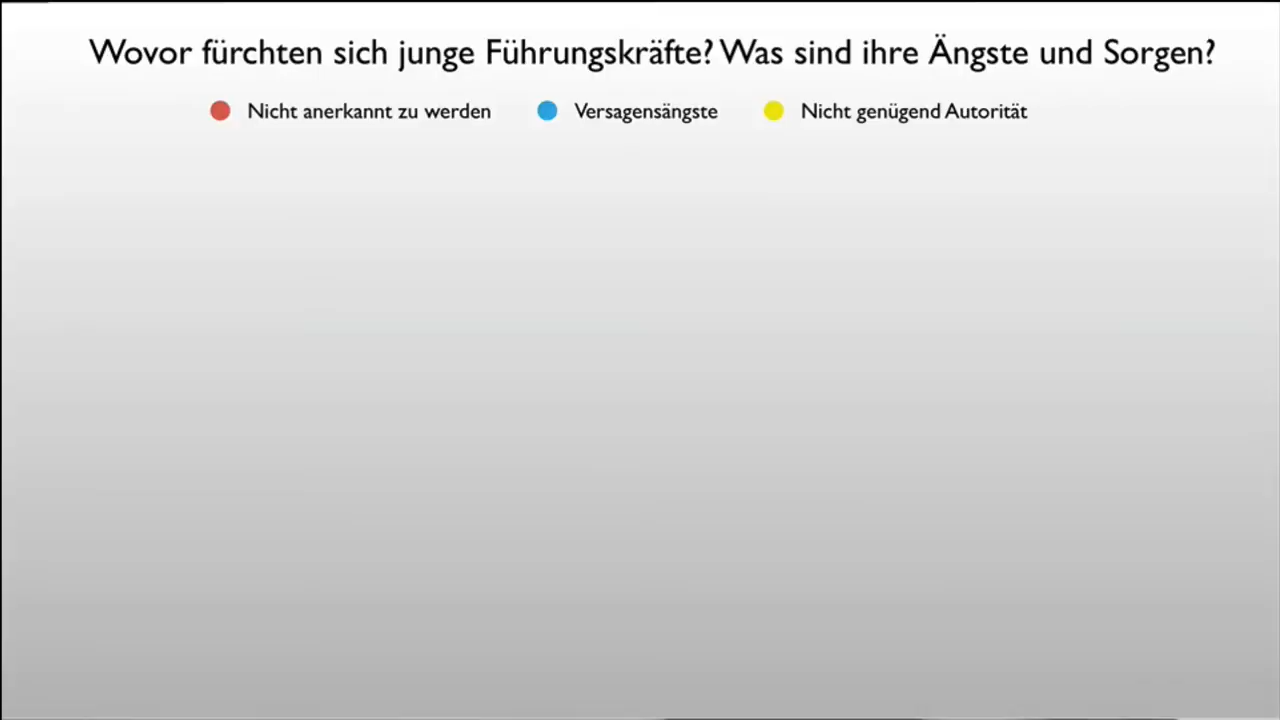 Wovor fürchten sich junge Führungskräfte? Was sind ihre Ängste und Sorgen?
Nicht anerkannt zu werden Versagensängste Nicht genügend Autorität